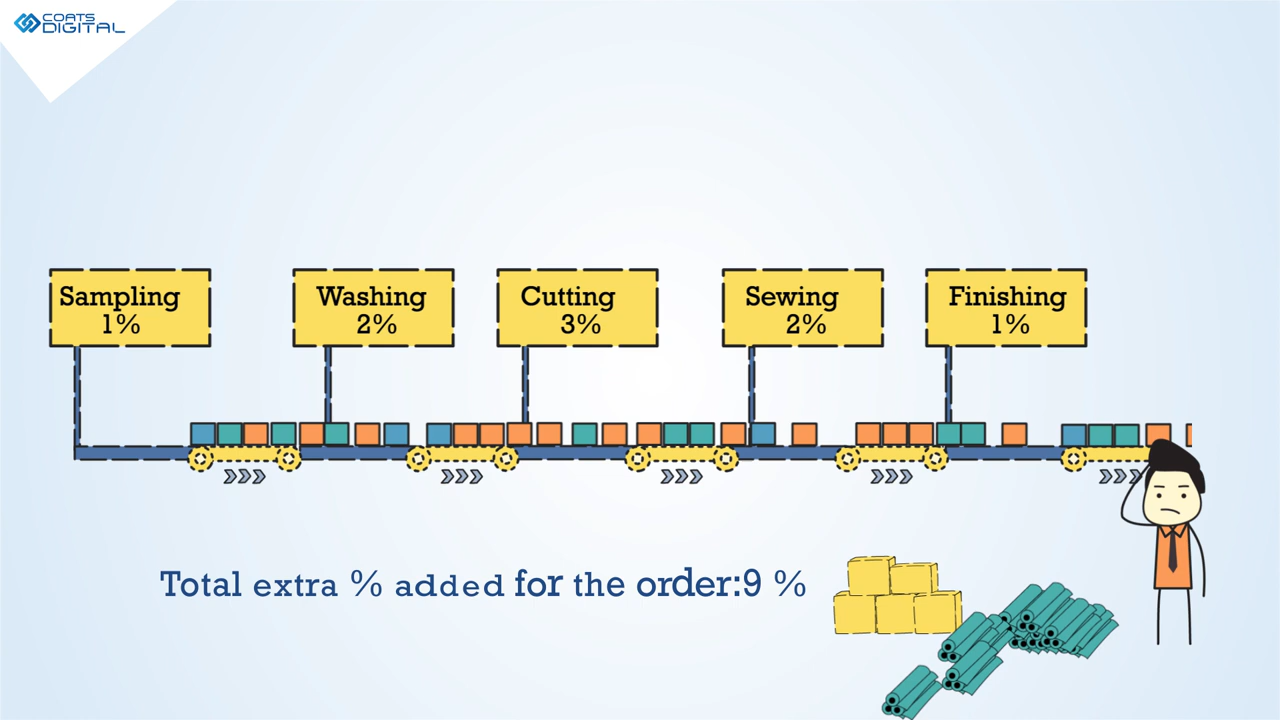 COATS
DIGITAL
Sampling
1%
Washing
2%
Cutting
3%
Sewing
2%
Finishing
1%
Total extra % added for the order:9 %